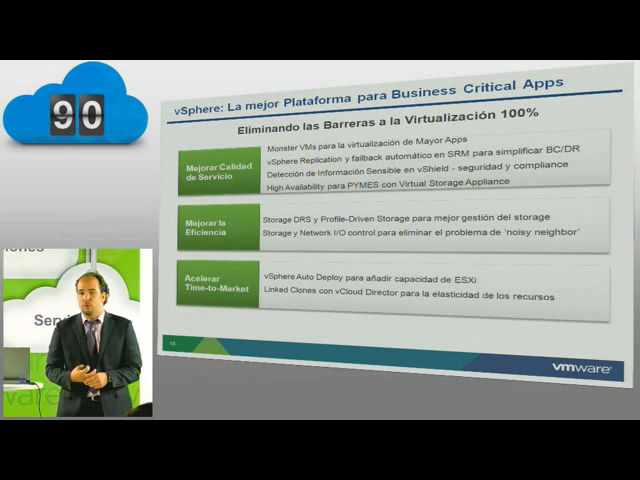 90
vSphere: La mejor Plataforma para Business Critical Apps
Eliminando las Barreras a la Virtualización 100%
Mejorar Calidad
de Servicio
Monster VMs para la virtualización de Mayor Apps
vSphere Replication y failback automático en SRM para simplificar BC/DR
Detección de Información Sensible en vShield - seguridad y compliance
High Availability para PYMES con Virtual Storage Appliance
Mejorar la
Eficiencia
Storage DRS y Profile-Driven Storage para mejor gestión del storage
Storage y Network I/O control para eliminar el problema de 'noisy neighbor'
Acelerar
Time-to-Market
vSphere Auto Deploy para añadir capacidad de ESXi
Linked Clones con vCloud Director para la elasticidad de los recursos
13
vmware
iones
Servi
ware